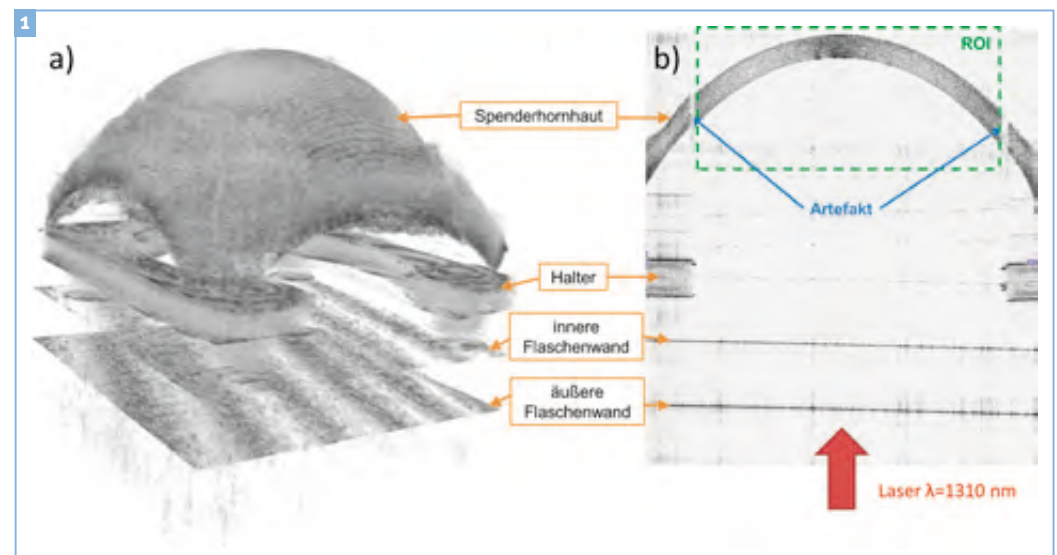 1
a)
b)
ROI
Spenderhornhaut
Artefakt
Halter
innere
Flaschenwand
äußere
Flaschenwand
Laser λ=1310 nm